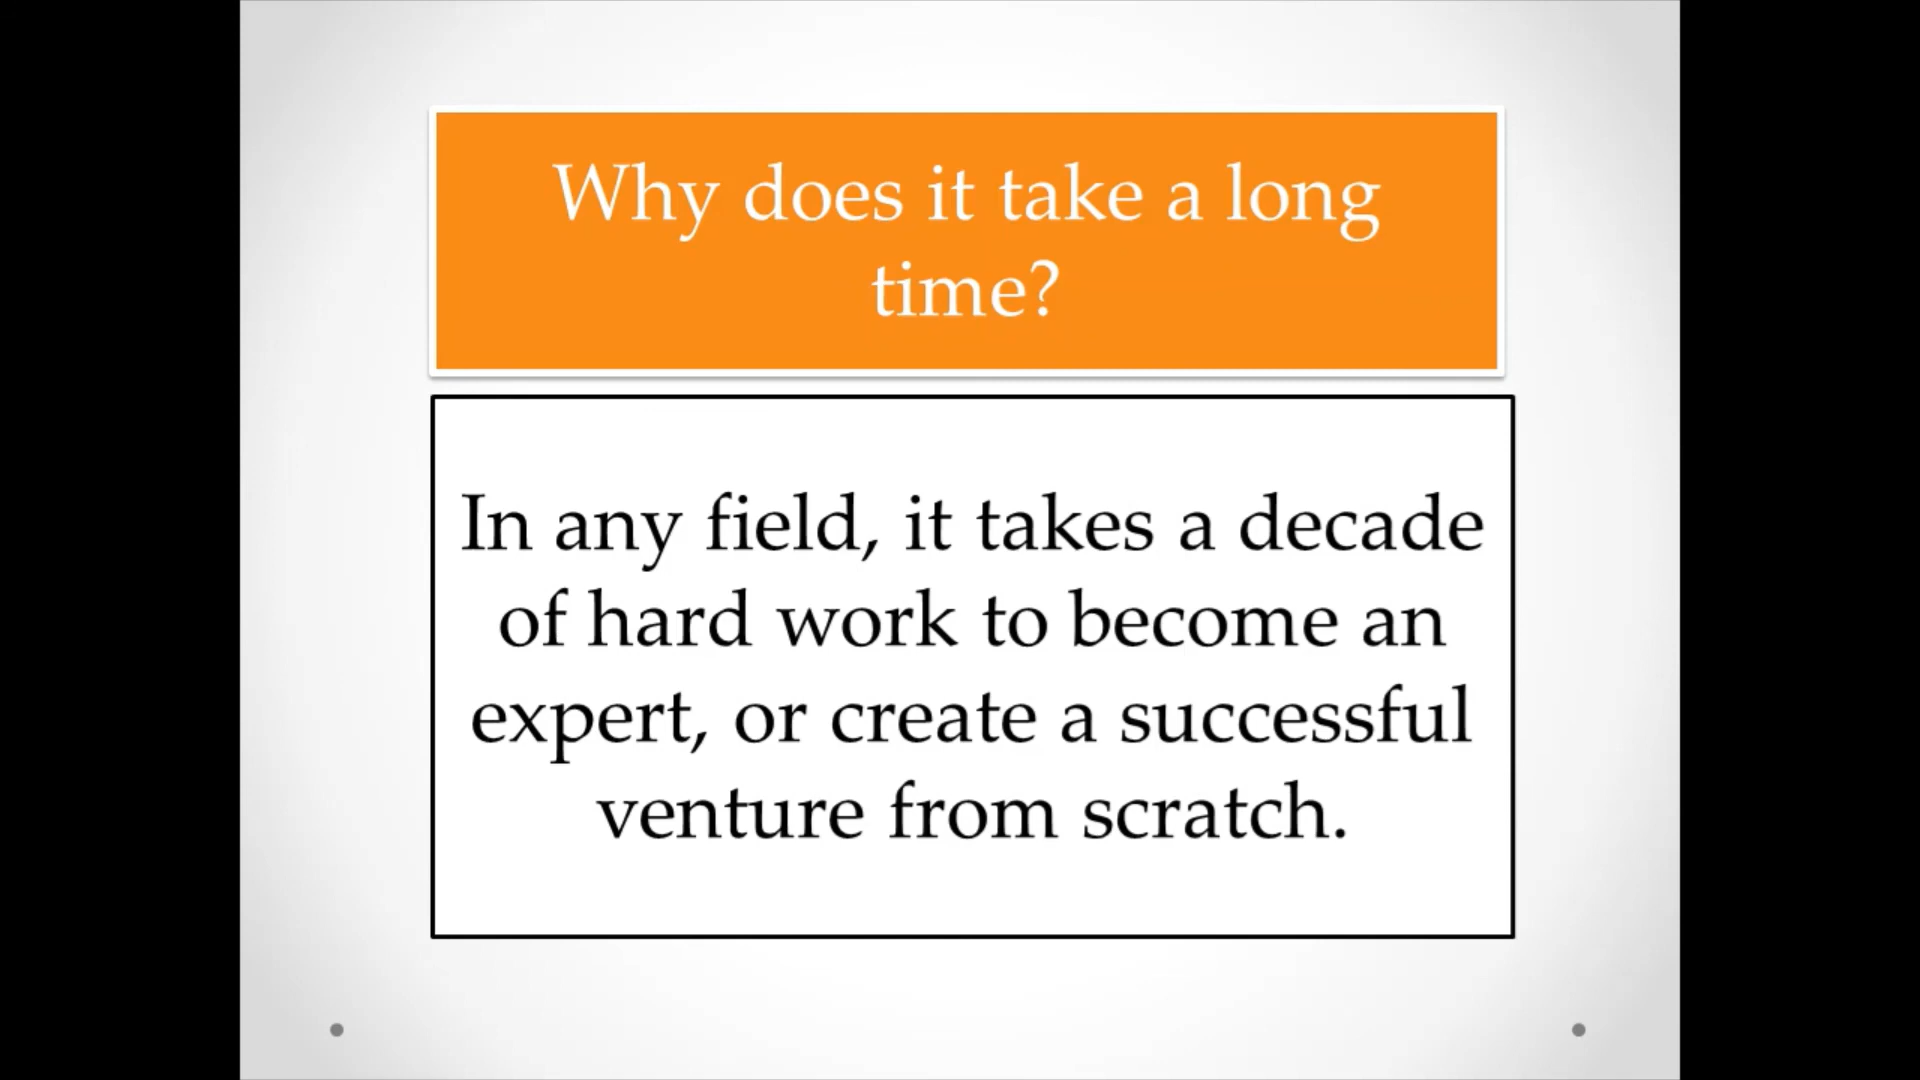 Why does it take a long
time?
In any field, it takes a decade
of hard work to become an
expert, or create a successful
venture from scratch.